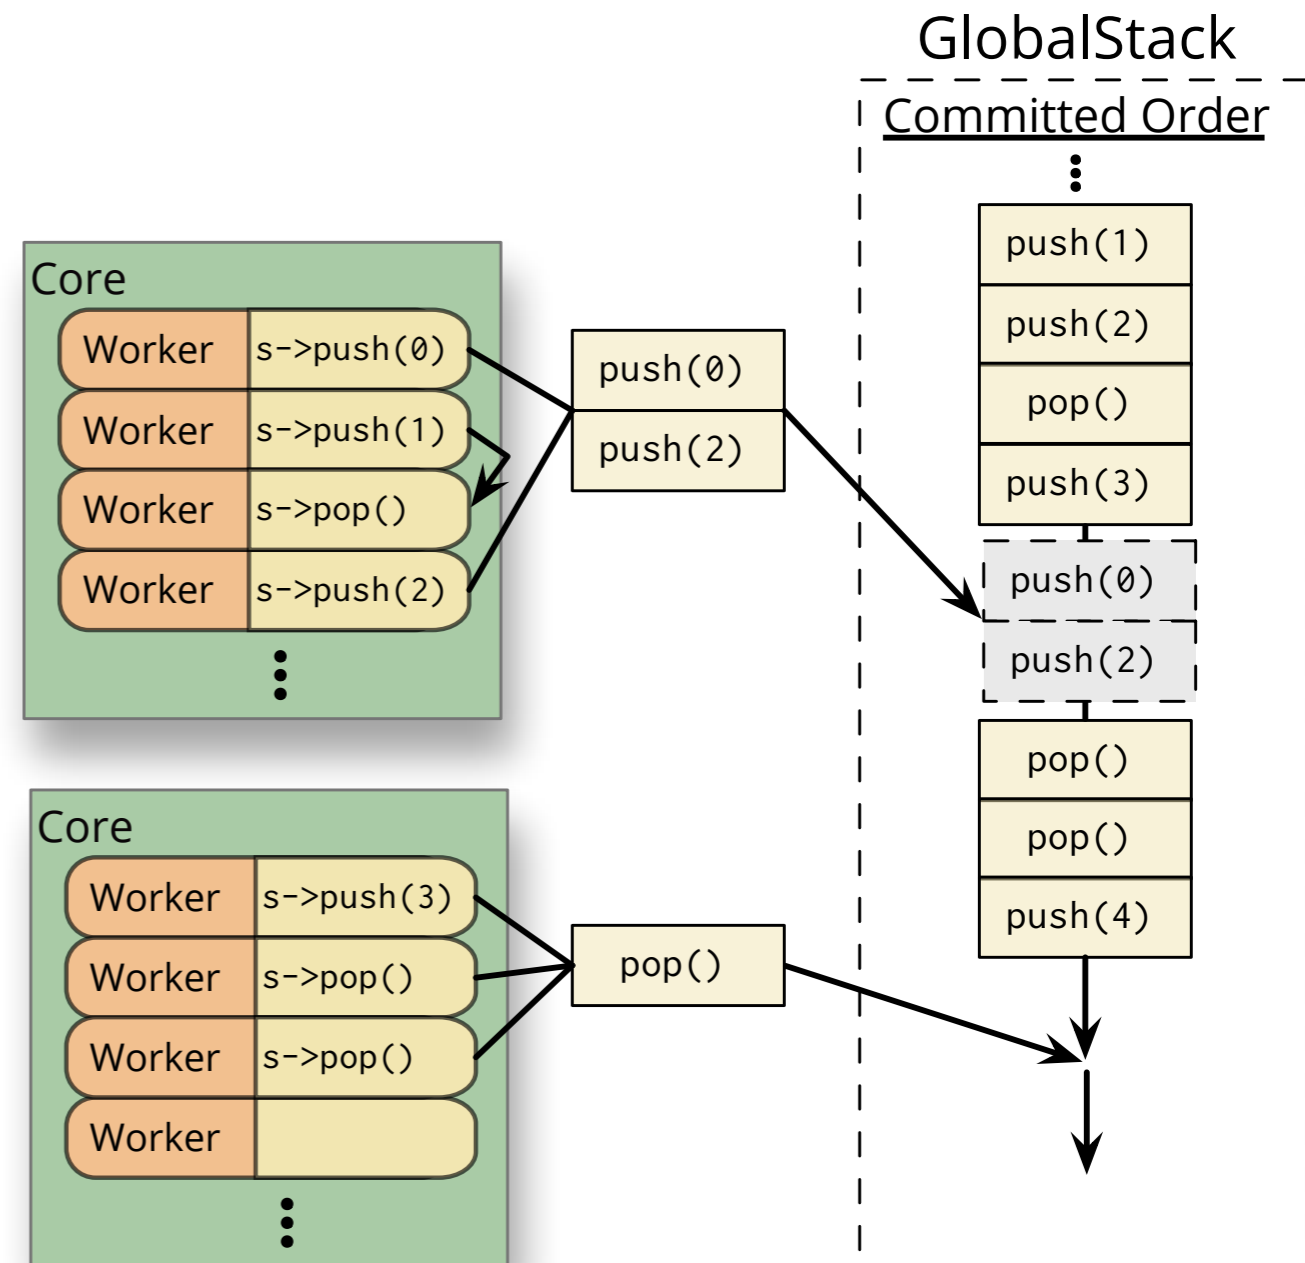 GlobalStack
Committed Order
push(1)
push(2)
pop()
push(3)
push(0)
push(2)
pop()
pop()
push(4)
Core
Worker s->push(0)
Worker s->push(1)
Worker s->pop()
Worker s->push(2)
push(0)
push(2)
Core
Worker s->push(3)
Worker s->pop()
Worker s->pop()
Worker
pop()